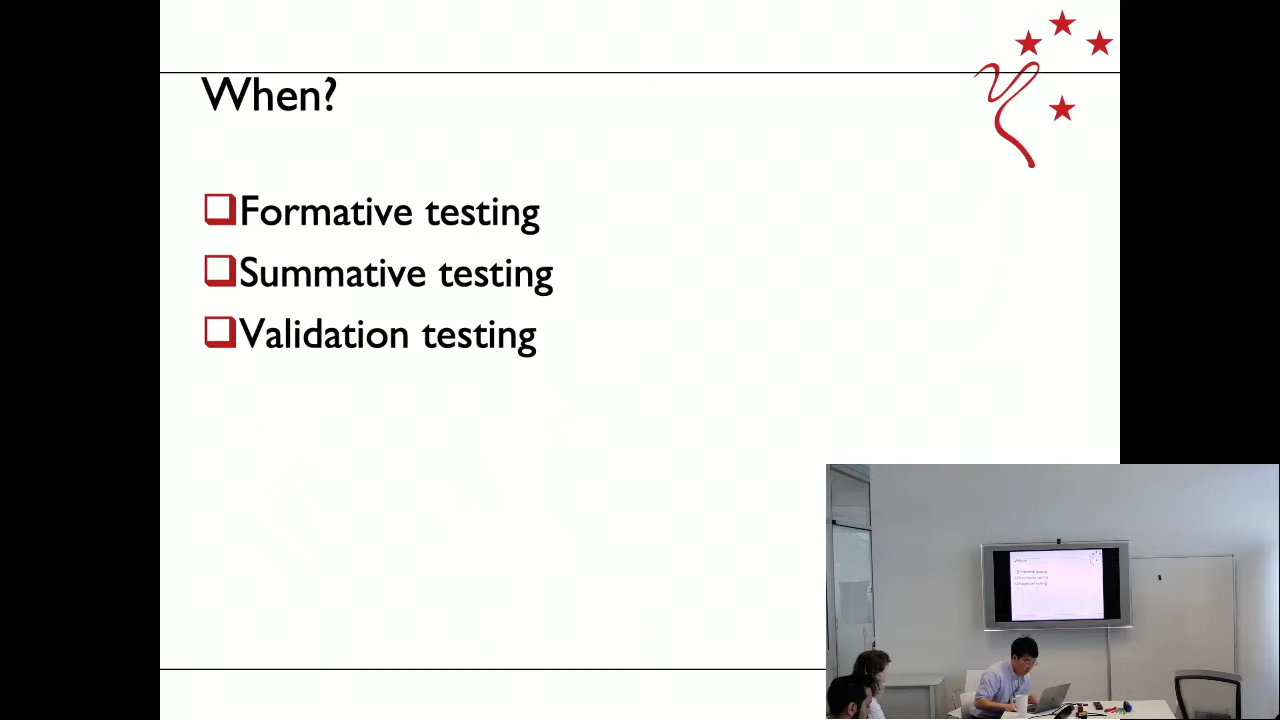 When?
Formative testing
Summative testing
Validation testing